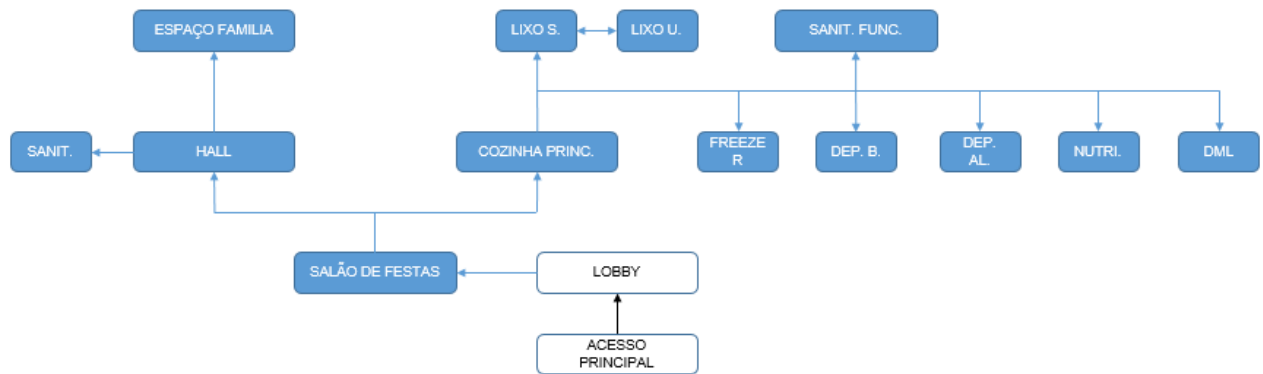 ESPAÇO FAMILIA
LIXO S.
LIXO U.
SANIT. FUNC.
SANIT.
HALL
COZINHA PRINC.
FREEZE
R
DEP. B.
DEP.
AL.
NUTRI.
DML
SALÃO DE FESTAS
LOBBY
ACESSO
PRINCIPAL